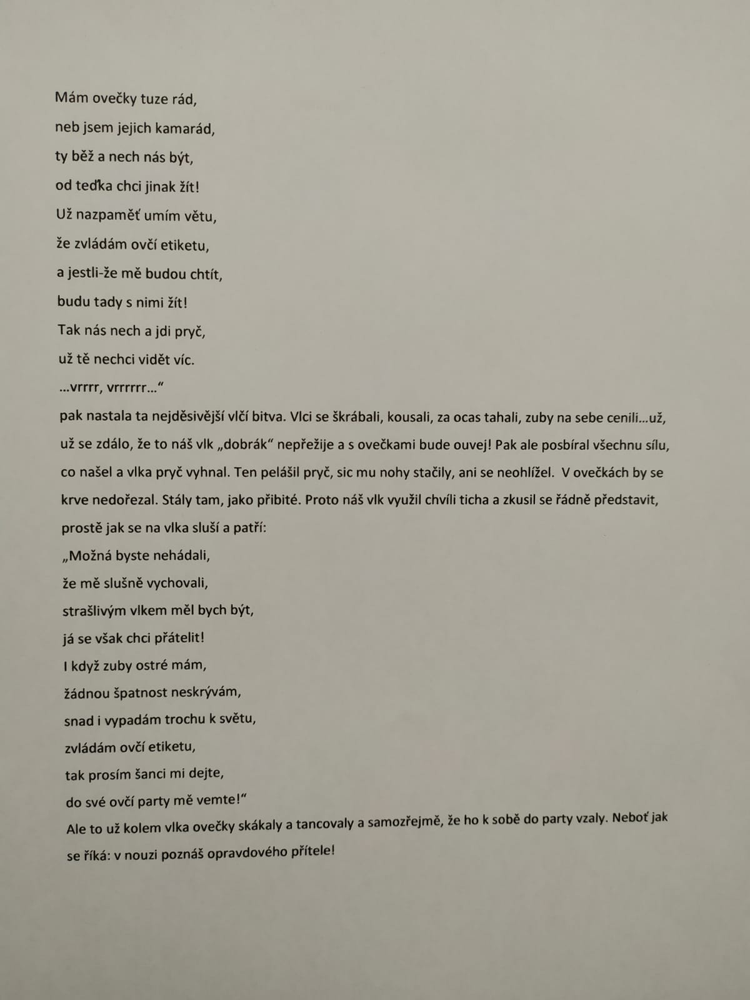 Mám ovečky tuze rád,
neb jsem jejich kamarád,
ty běž a nech nás být,
od teďka chci jinak žít!
Už nazpaměť umím větu,
že zvládám ovčí etiketu,
a jestli-že mě budou chtít,
budu tady s nimi žít!
Tak nás nech a jdi pryč,
už tě nechci vidět víc.
...vrrrr, vrrrrrr...“
pak nastala ta nejděsivější vlčí bitva. Vlci se škrábali, kousali, za ocas tahali, zuby na sebe cenili...už,
už se zdálo, že to náš vlk „dobrák“ nepřežije a s ovečkami bude ouvej! Pak ale posbíral všechnu sílu,
co našel a vlka pryč vyhnal. Ten pelášil pryč, sic mu nohy stačily, ani se neohlížel.  V ovečkách by se
krve nedořezal. Stály tam, jako přibité. Proto náš vlk využil chvíli ticha a zkusil se řádně představit,
prostě jak se na vlka sluší a patří:
„Možná byste nehádali,
že mě slušně vychovali,
strašlivým vlkem měl bych být,
já se však chci přátelit!
I když zuby ostré mám,
žádnou špatnost neskrývám,
snad i vypadám trochu k světu,
zvládám ovčí etiketu,
tak prosím šanci mi dejte,
do své ovčí party mě vemte!“
Ale to už kolem vlka ovečky skákaly a tancovaly a samozřejmě, že ho k sobě do party vzaly. Neboť jak
se říká: v nouzi poznáš opravdového přítele!